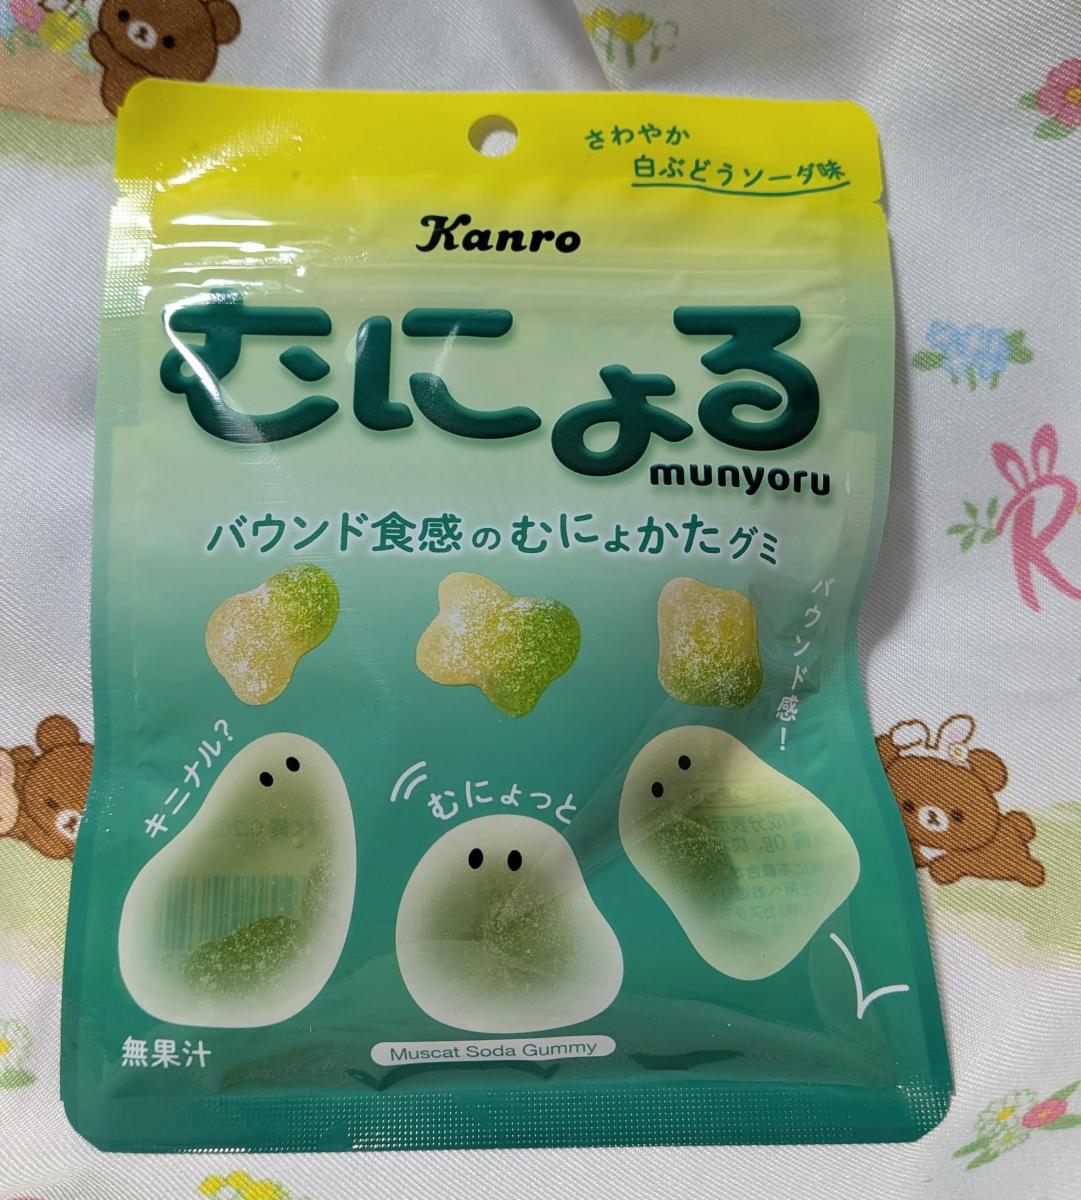 さわやか
白ぶどうソーダ味
Kanro
むにょる
munyoru
バウンド食感のむにょかたグミ
バウンド感!
キニナル?
むにょっと
無果汁
Muscat Soda Gummy
R